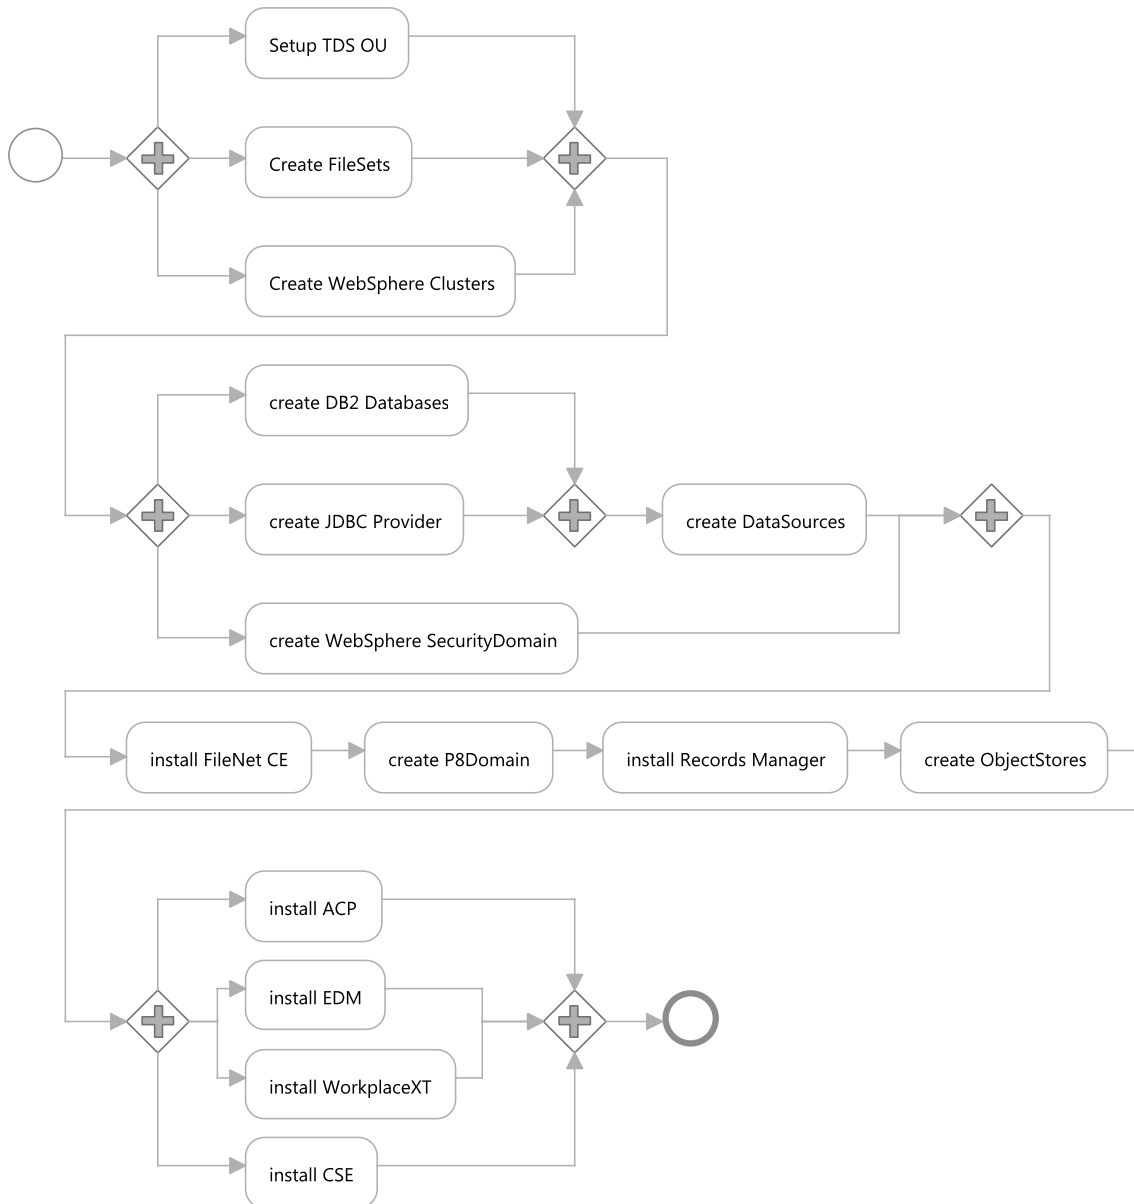 Setup TDS OU
Create FileSets
Create WebSphere Clusters
create DB2 Databases
create JDBC Provider
create DataSources
create WebSphere SecurityDomain
install FileNet CE
create P8Domain
install Records Manager
create ObjectStores
install ACP
install EDM
install WorkplaceXT
install CSE